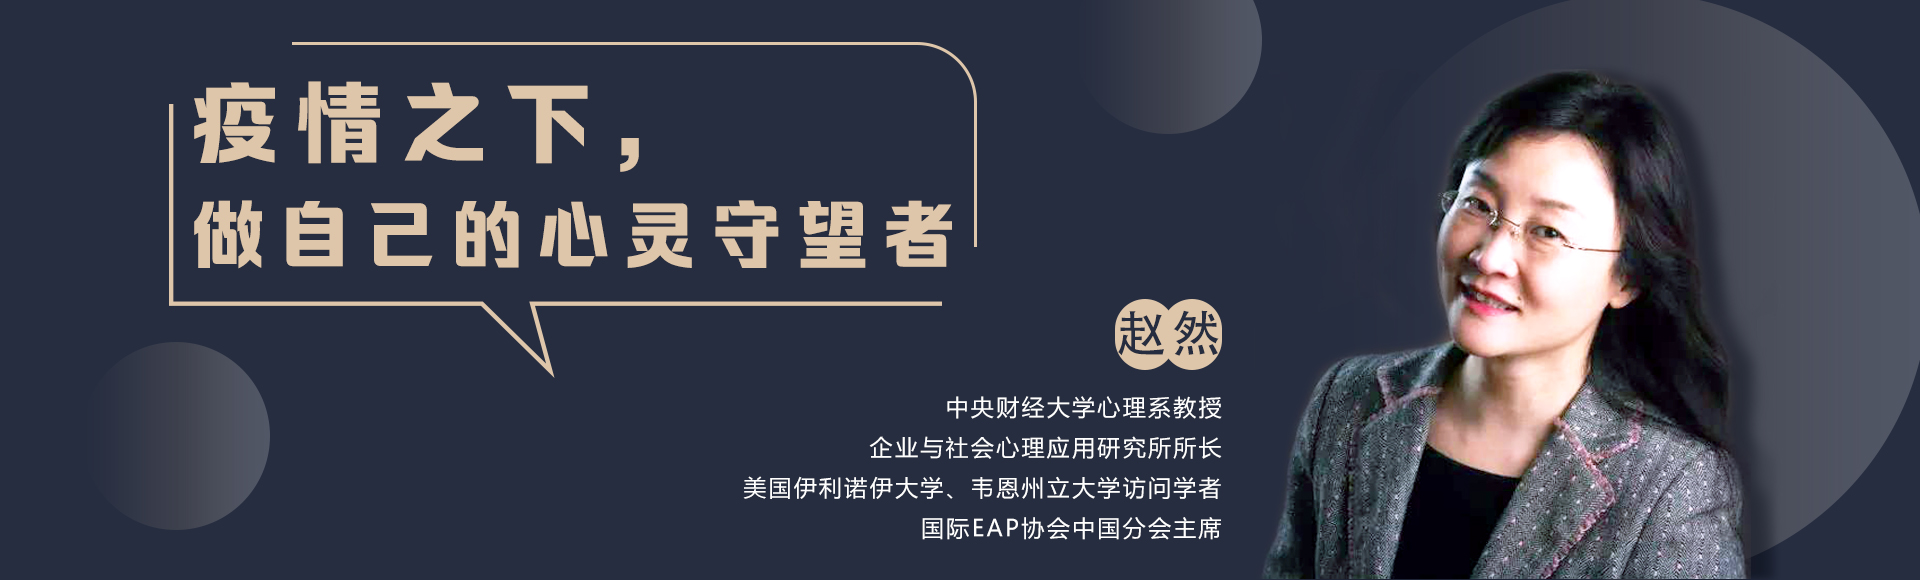 疫情之下，
做自己的心灵守望者
赵然
中央财经大学心理系教授
企业与社会心理应用研究所所长
美国伊利诺伊大学、韦恩州立大学访问学者
国际EAP协会中国分会主席